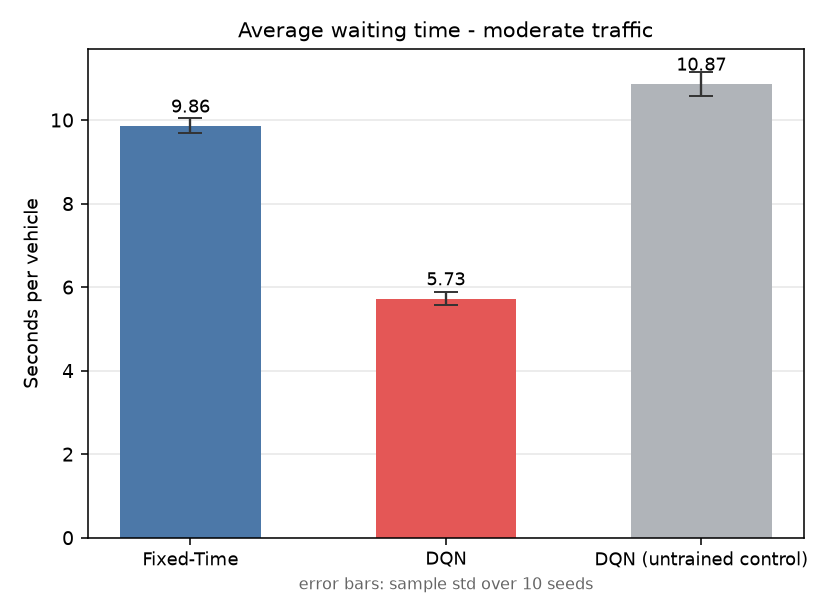 Average waiting time - moderate traffic
Seconds per vehicle
10
8
6
4
2
0
9.86
5.73
10.87
Fixed-Time
DQN
DQN (untrained control)
error bars: sample std over 10 seeds